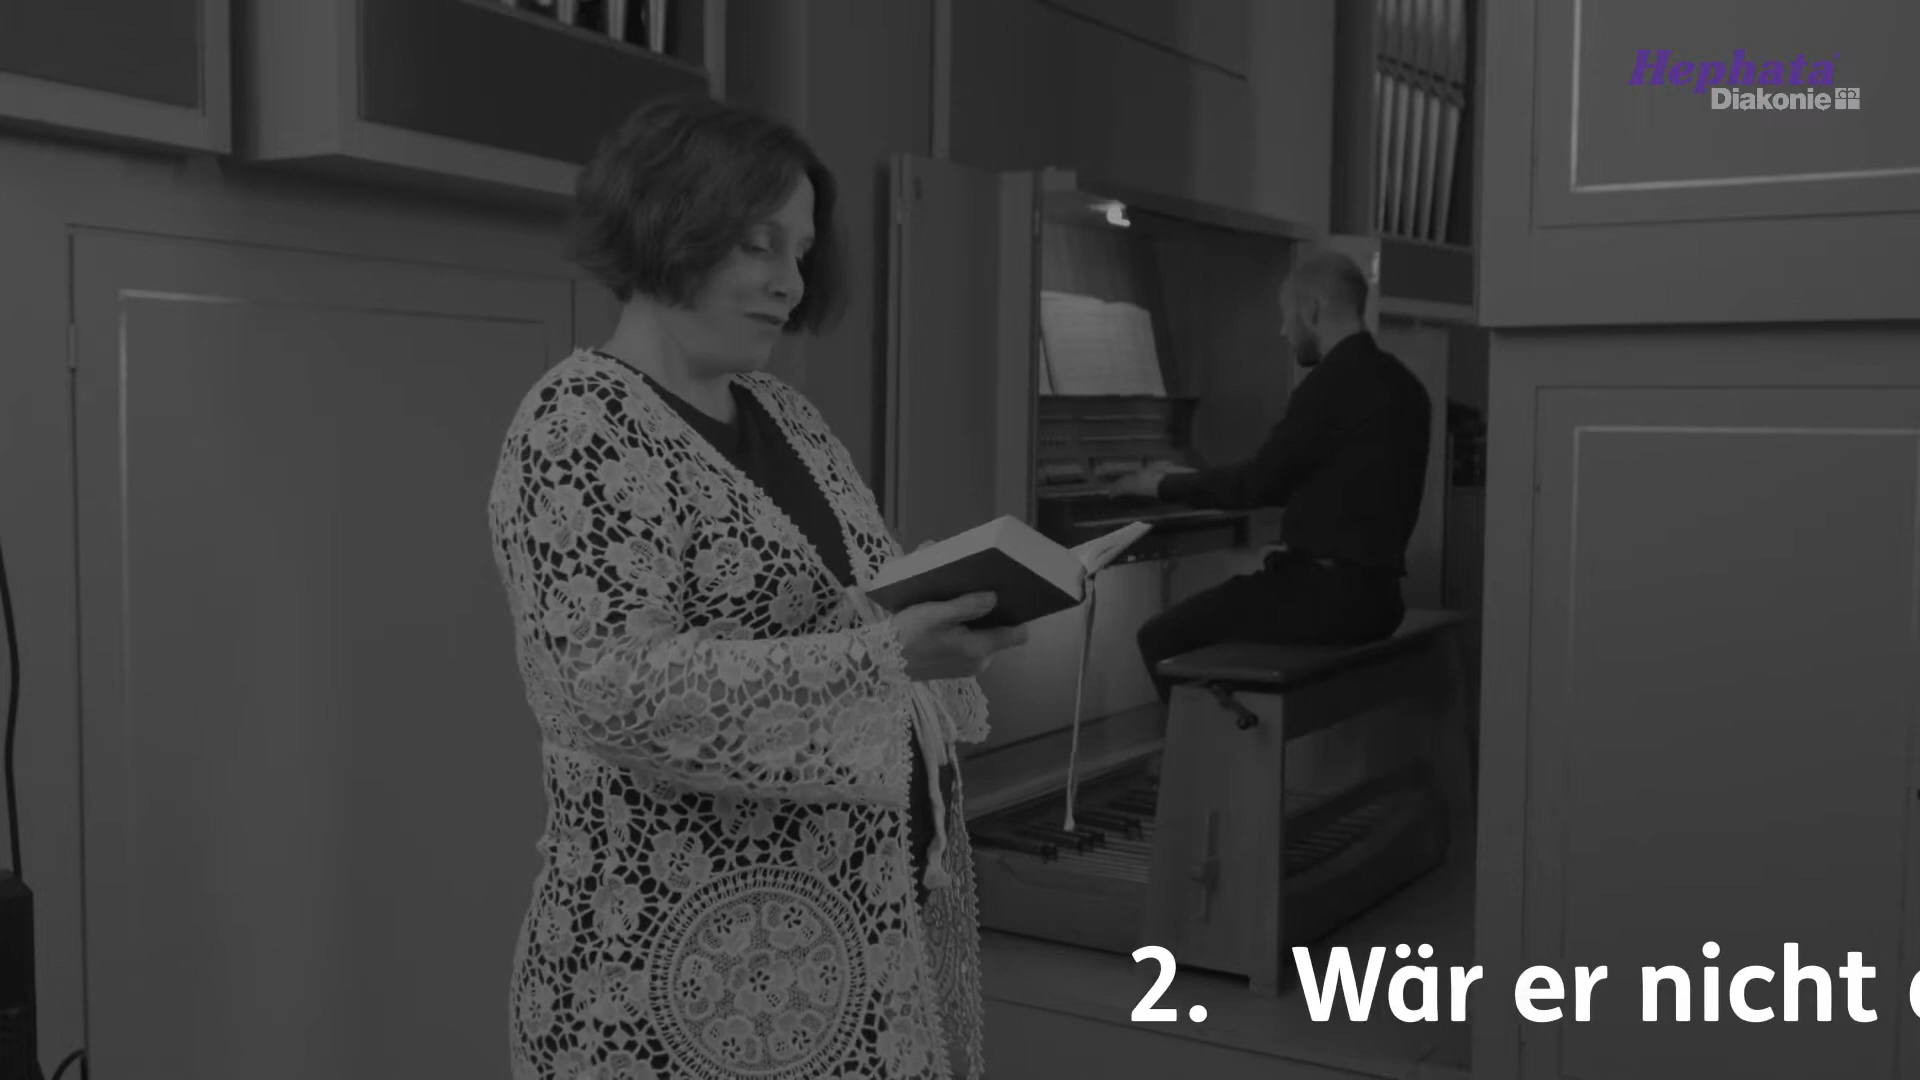 Hephata
Diakonie
2. Wär er nicht